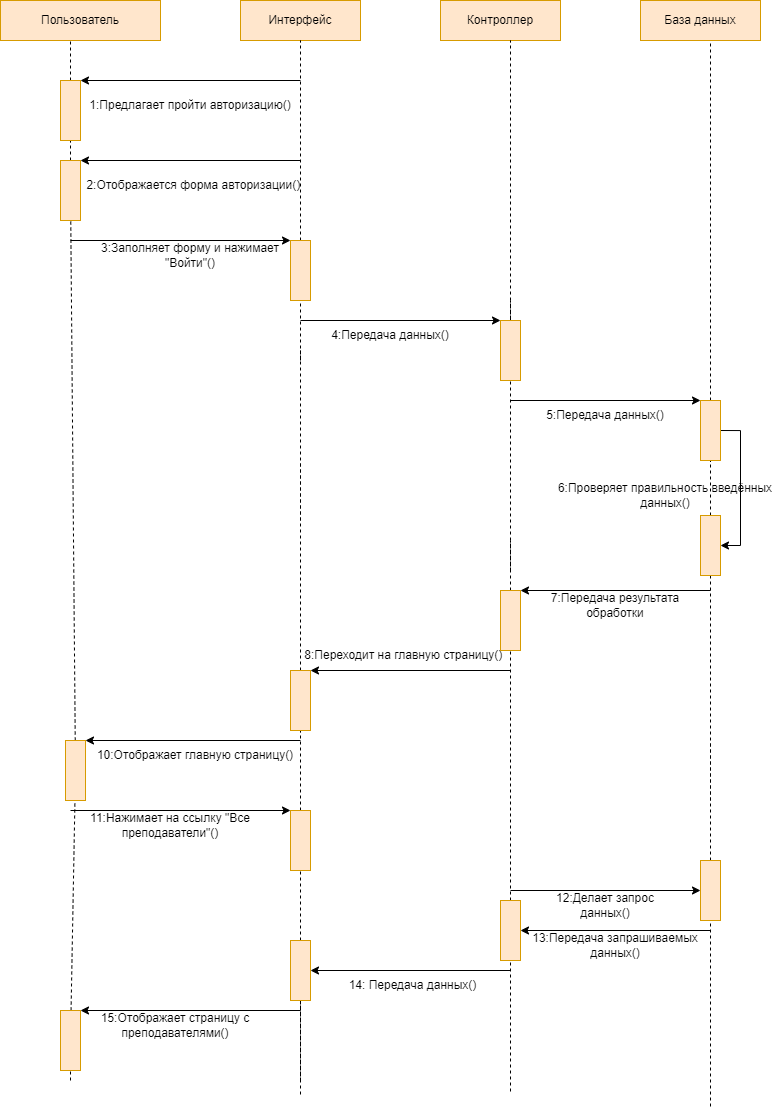 Пользователь
Интерфейс
Контроллер
База данных
1:Предлагает пройти авторизацию()
2:Отображается форма авторизации()
3:Заполняет форму и нажимает
"Войти"()
4:Передача данных()
5:Передача данных()
6:Проверяет правильность введённых
данных()
7:Передача результата
обработки
8:Переходит на главную страницу()
10:Отображает главную страницу()
11:Нажимает на ссылку "Все
преподаватели"()
12:Делает запрос
данных()
13:Передача запрашиваемых
данных()
14: Передача данных()
15:Отображает страницу с
преподавателями()